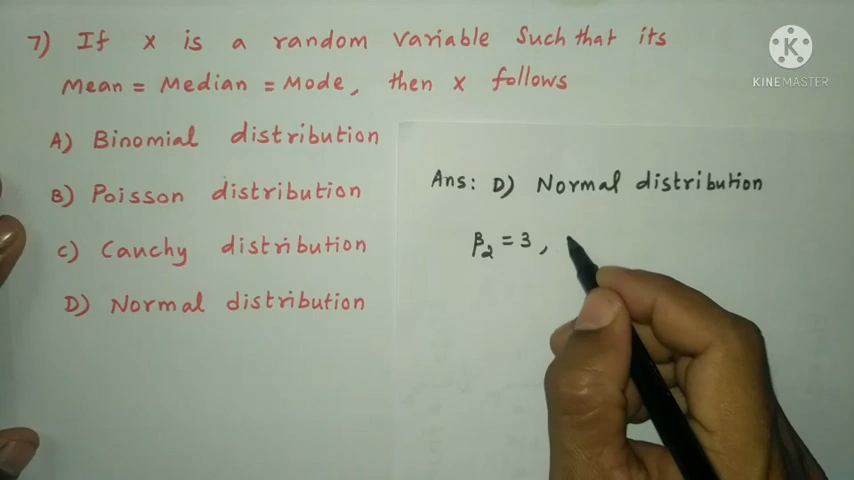 7) If x is a random variable Such that its
Mean = Median = Mode, then x follows
A) Binomial distribution
B) Poisson distribution
C) Cauchy distribution
D) Normal distribution
Ans: D) Normal distribution
β₂ = 3,
K
KINEMASTER